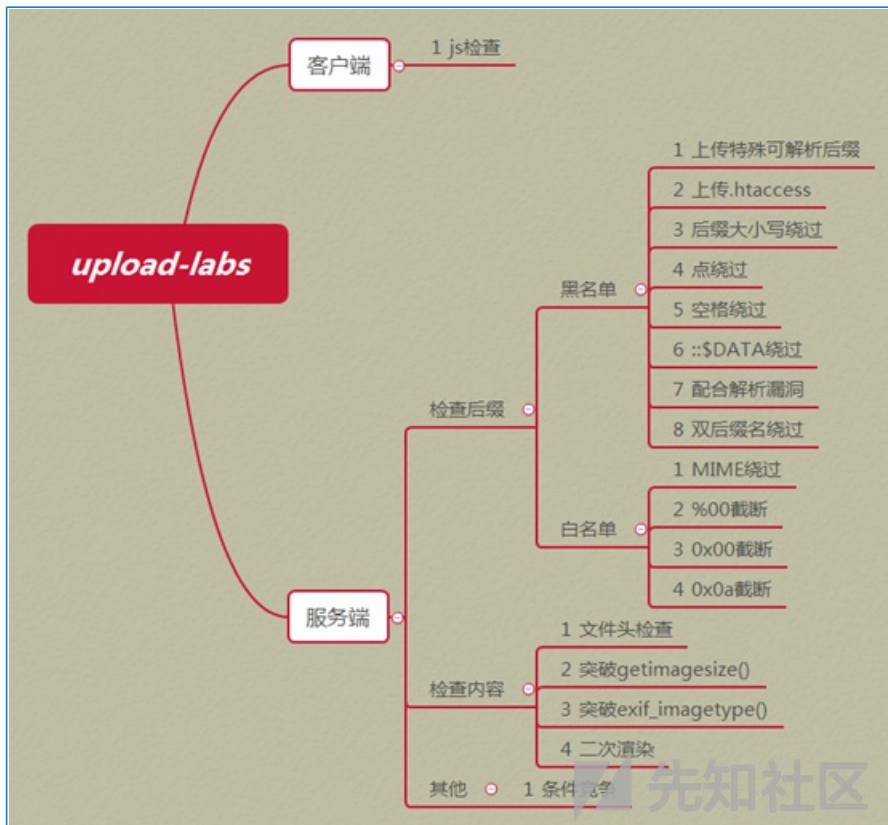 客户端
1 js检查
upload-labs
服务端
检查后缀
黑名单
1 上传特殊可解析后缀
2 上传.htaccess
3 后缀大小写绕过
4 点绕过
5 空格绕过
6 ::$DATA绕过
7 配合解析漏洞
8 双后缀名绕过
白名单
1 MIME绕过
2 %00截断
3 0x00截断
4 0x0a截断
检查内容
1 文件头检查
2 突破getimagesize()
3 突破exif_imagetype()
4 二次渲染
其他
1 条件竞争
先知社区